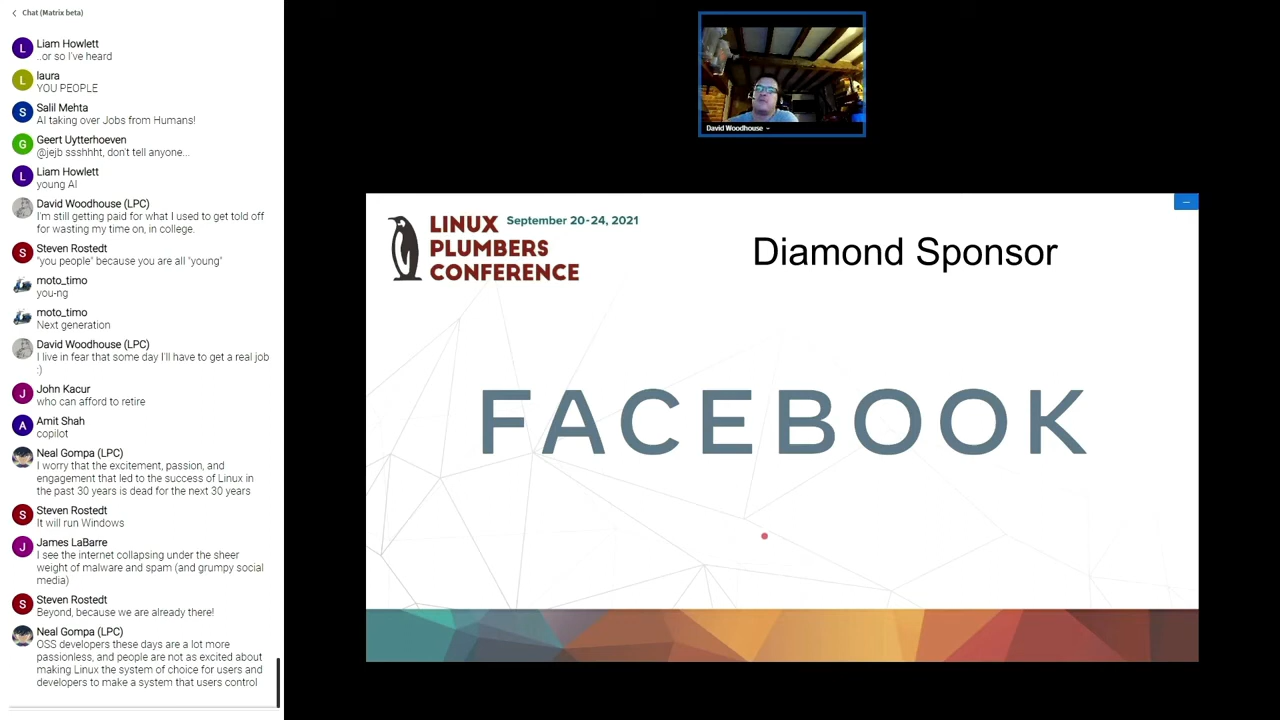 Chat (Matrix beta)
L
Liam Howlett
..or so I've heard
L
laura
YOU PEOPLE
S
Salil Mehta
AI taking over Jobs from Humans!
G
Geert Uytterhoeven
@jejb ssshhht, don't tell anyone...
L
Liam Howlett
young AI
David Woodhouse (LPC)
I'm still getting paid for what I used to get told off
for wasting my time on, in college.
S
Steven Rostedt
"you people" because you are all "young"
moto_timo
you-ng
moto_timo
Next generation
David Woodhouse (LPC)
I live in fear that some day I'll have to get a real job
:)
J
John Kacur
who can afford to retire
A
Amit Shah
copilot
Neal Gompa (LPC)
I worry that the excitement, passion, and
engagement that led to the success of Linux in
the past 30 years is dead for the next 30 years
S
Steven Rostedt
It will run Windows
J
James LaBarre
I see the internet collapsing under the sheer
weight of malware and spam (and grumpy social
media)
S
Steven Rostedt
Beyond, because we are already there!
Neal Gompa (LPC)
OSS developers these days are a lot more
passionless, and people are not as excited about
making Linux the system of choice for users and
developers to make a system that users control
David Woodhouse
LINUX September 20-24, 2021
PLUMBERS
CONFERENCE
Diamond Sponsor
FACEBOOK